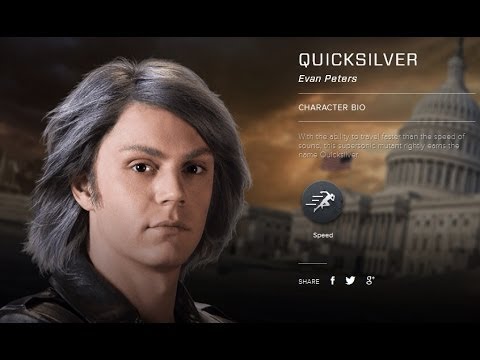 QUICKSILVER
Evan Peters
CHARACTER BIO
With the ability to travel faster than the speed of
sound, this supersonic mutant rightly earns the
name Quicksilver.
Speed
SHARE f g+